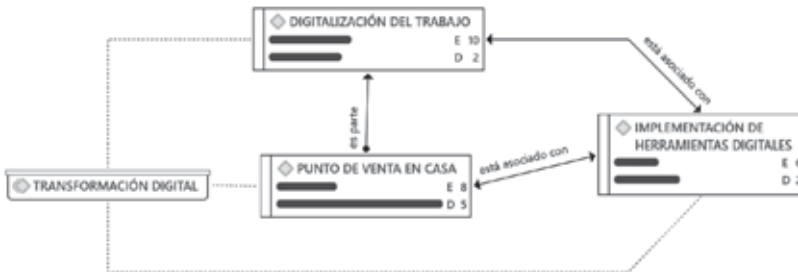 DIGITALIZACIÓN DEL TRABAJO
E 10
D 2
está asociado con
es parte
IMPLEMENTACIÓN DE
HERRAMIENTAS DIGITALES
E
D 2
está asociado con
PUNTO DE VENTA EN CASA
E 8
D 5
TRANSFORMACIÓN DIGITAL